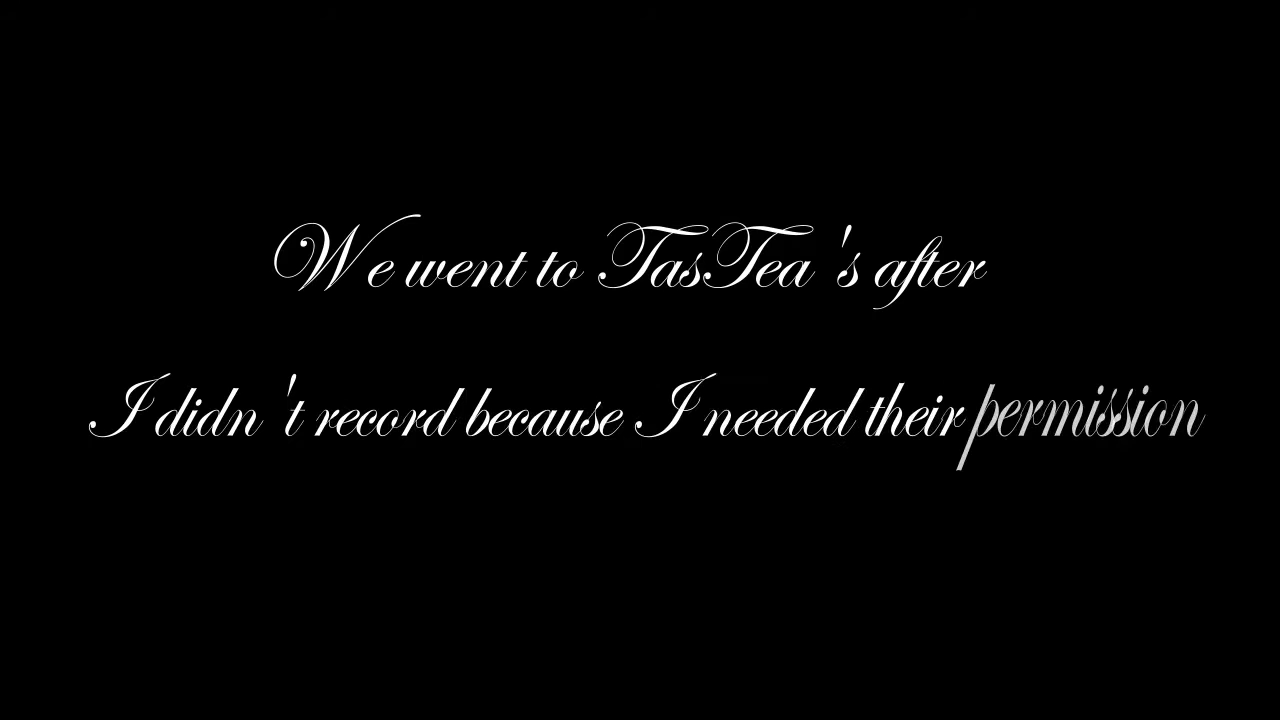 We went to TasTea's after
I didn't record because I needed their permission